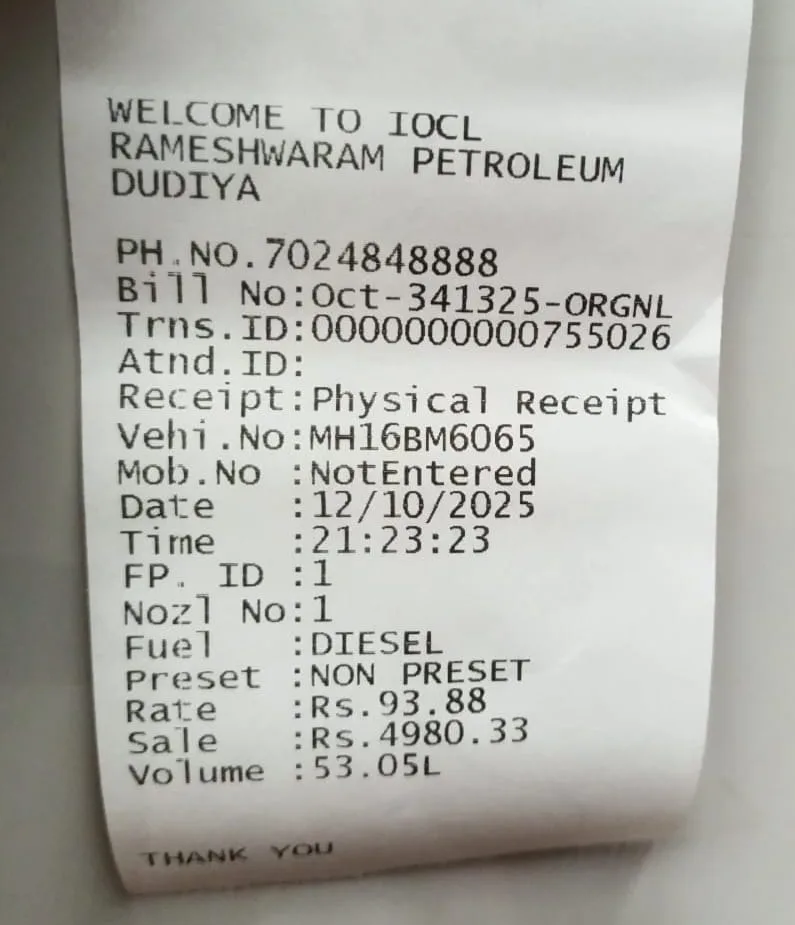 WELCOME TO IOCL
RAMESHWARAM PETROLEUM
DUDIYA
PH.NO.7024848888
Bill No:Oct-341325-ORGNL
Trns.ID:0000000000755026
Atnd.ID:
Receipt:Physical Receipt
Vehi.No:MH16BM6065
Mob.No :NotEntered
Date :12/10/2025
Time :21:23:23
FP. ID :1
Nozl No:1
Fuel :DIESEL
Preset :NON PRESET
Rate :Rs.93.88
Sale :Rs.4980.33
Volume :53.05L
THANK YOU